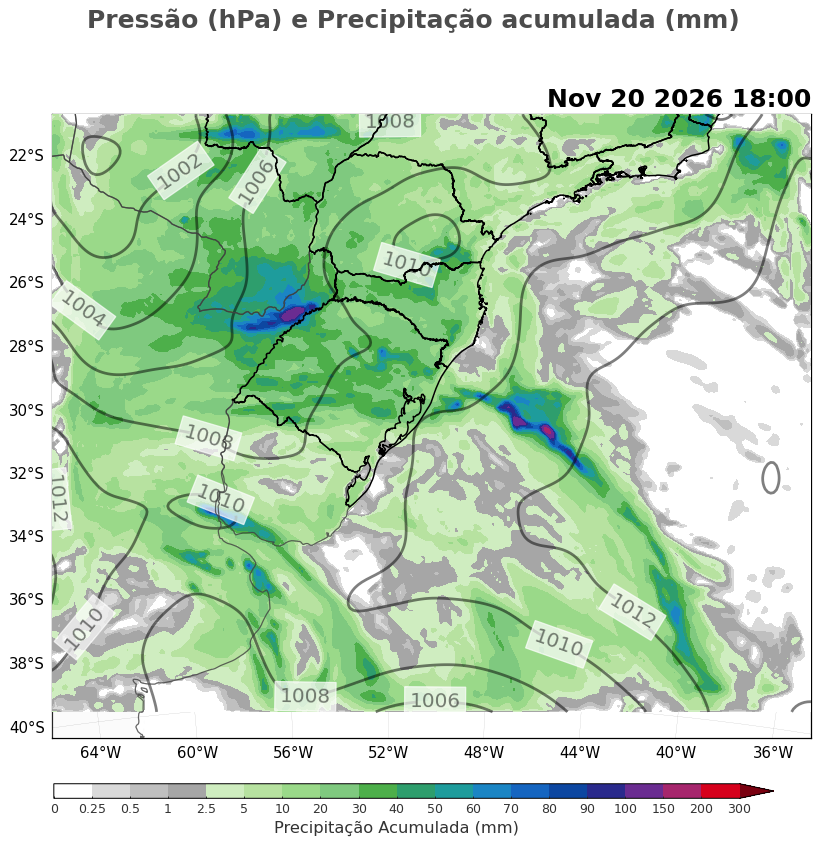 Pressão (hPa) e Precipitação acumulada (mm)
Nov 20 2026 18:00
1008
22°S
1002
1006
24°S
1010
26°S
1004
28°S
30°S
1008
32°S
1012
1010
34°S
36°S
1012
1010
1010
38°S
1008
1006
40°S
64°W 60°W 56°W 52°W 48°W 44°W 40°W 36°W
0 0.25 0.5 1 2.5 5 10 20 30 40 50 60 70 80 90 100 150 200 300
Precipitação Acumulada (mm)